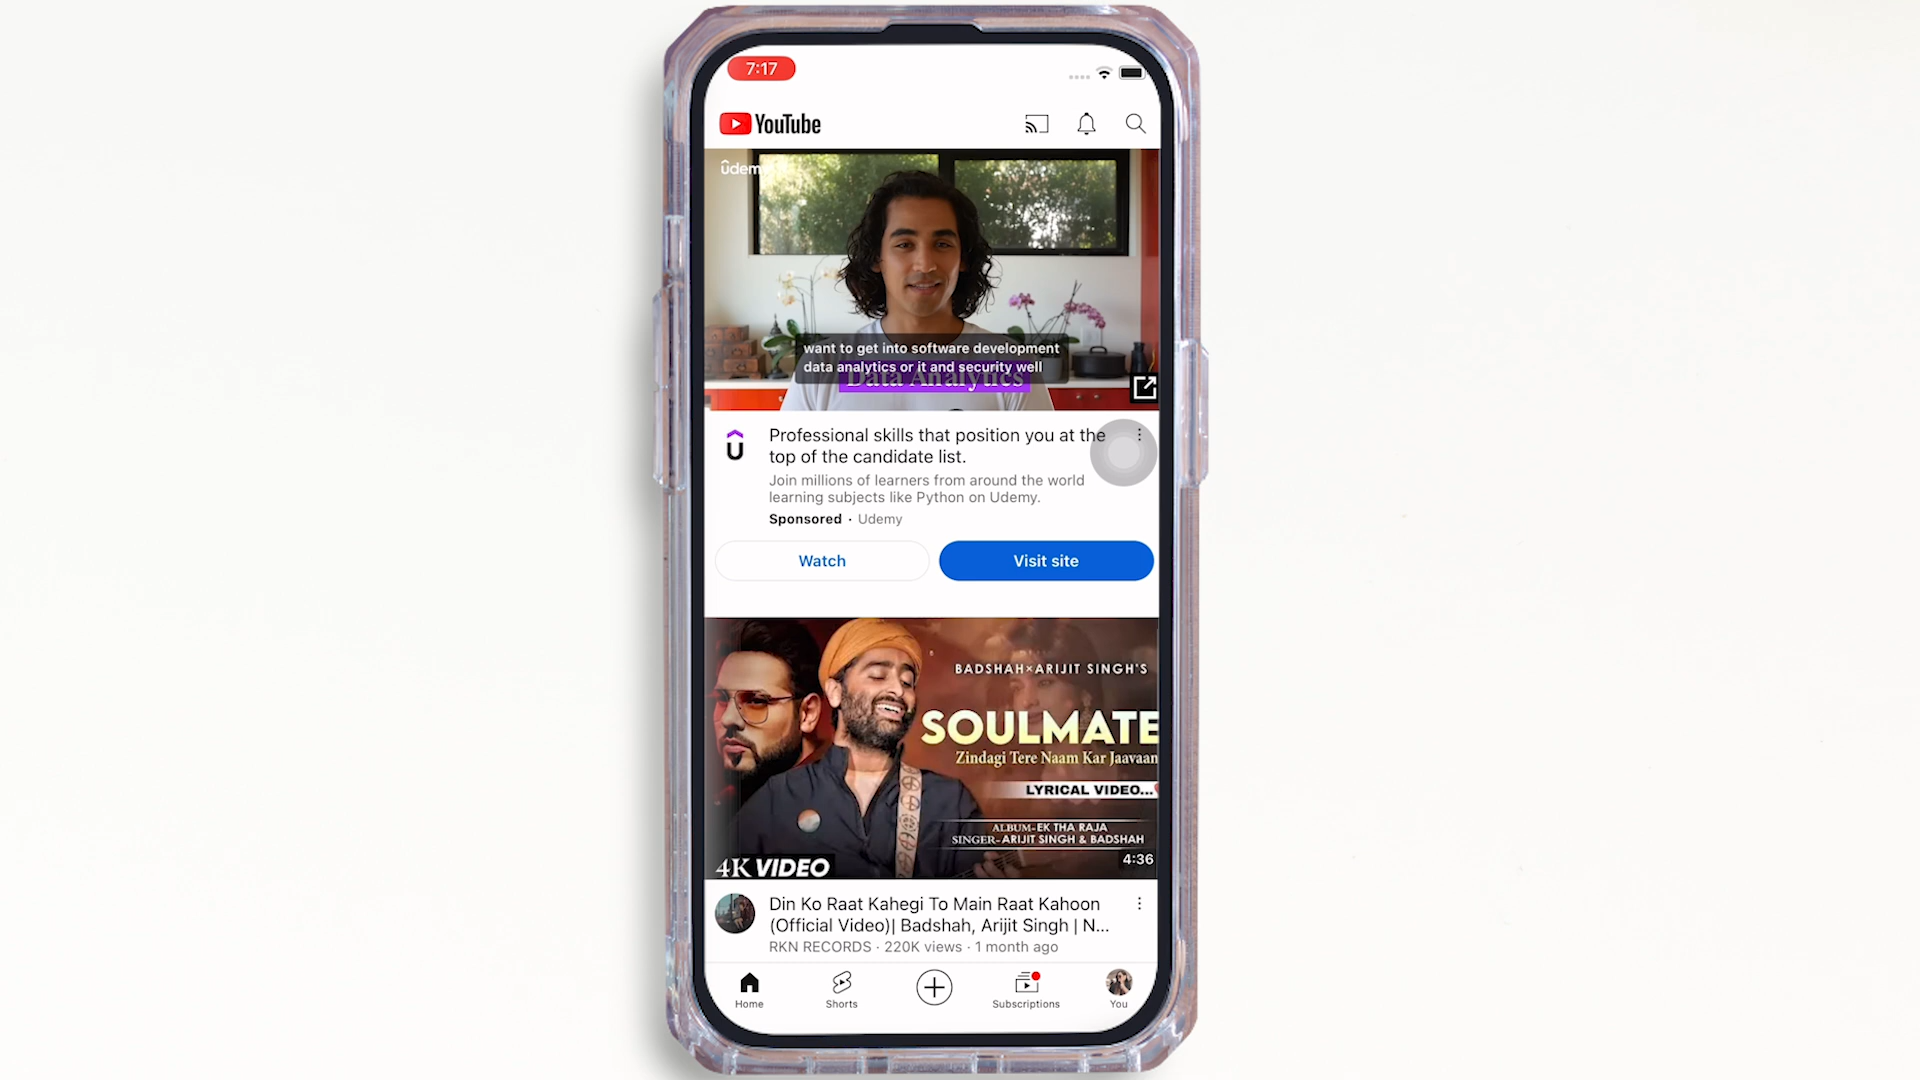 7:17
YouTube
ûdem
want to get into software development
data analytics or it and security well
Data Analytics
Professional skills that position you at the
top of the candidate list.
Join millions of learners from around the world
learning subjects like Python on Udemy.
Sponsored · Udemy
Watch
Visit site
BADSHAH×ARIJIT SINGH'S
SOULMATE
Zindagi Tere Naam Kar Jaavaan
LYRICAL VIDEO...
ALBUM-EK THA RAJA
SINGER-ARIJIT SINGH & BADSHAH
4:36
4K VIDEO
Din Ko Raat Kahegi To Main Raat Kahoon
(Official Video)| Badshah, Arijit Singh | N...
RKN RECORDS · 220K views · 1 month ago
Home
Shorts
Subscriptions
You